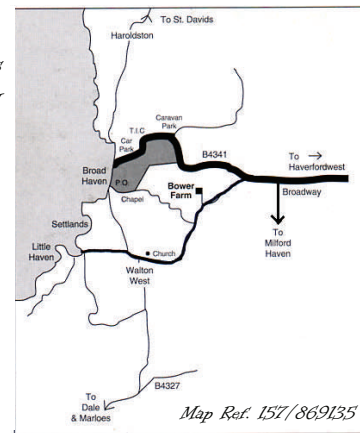 To St. Davids
Haroldston
Caravan
Park
T.I.C
Car
Park
B4341
To
Haverfordwest
Broad
Haven
P.O.
Bower
Farm
Broadway
Chapel
Settlands
To
Milford
Haven
Little
Haven
Church
Walton
West
B4327
To
Dale
& Marloes
Map Ref. 157/869135